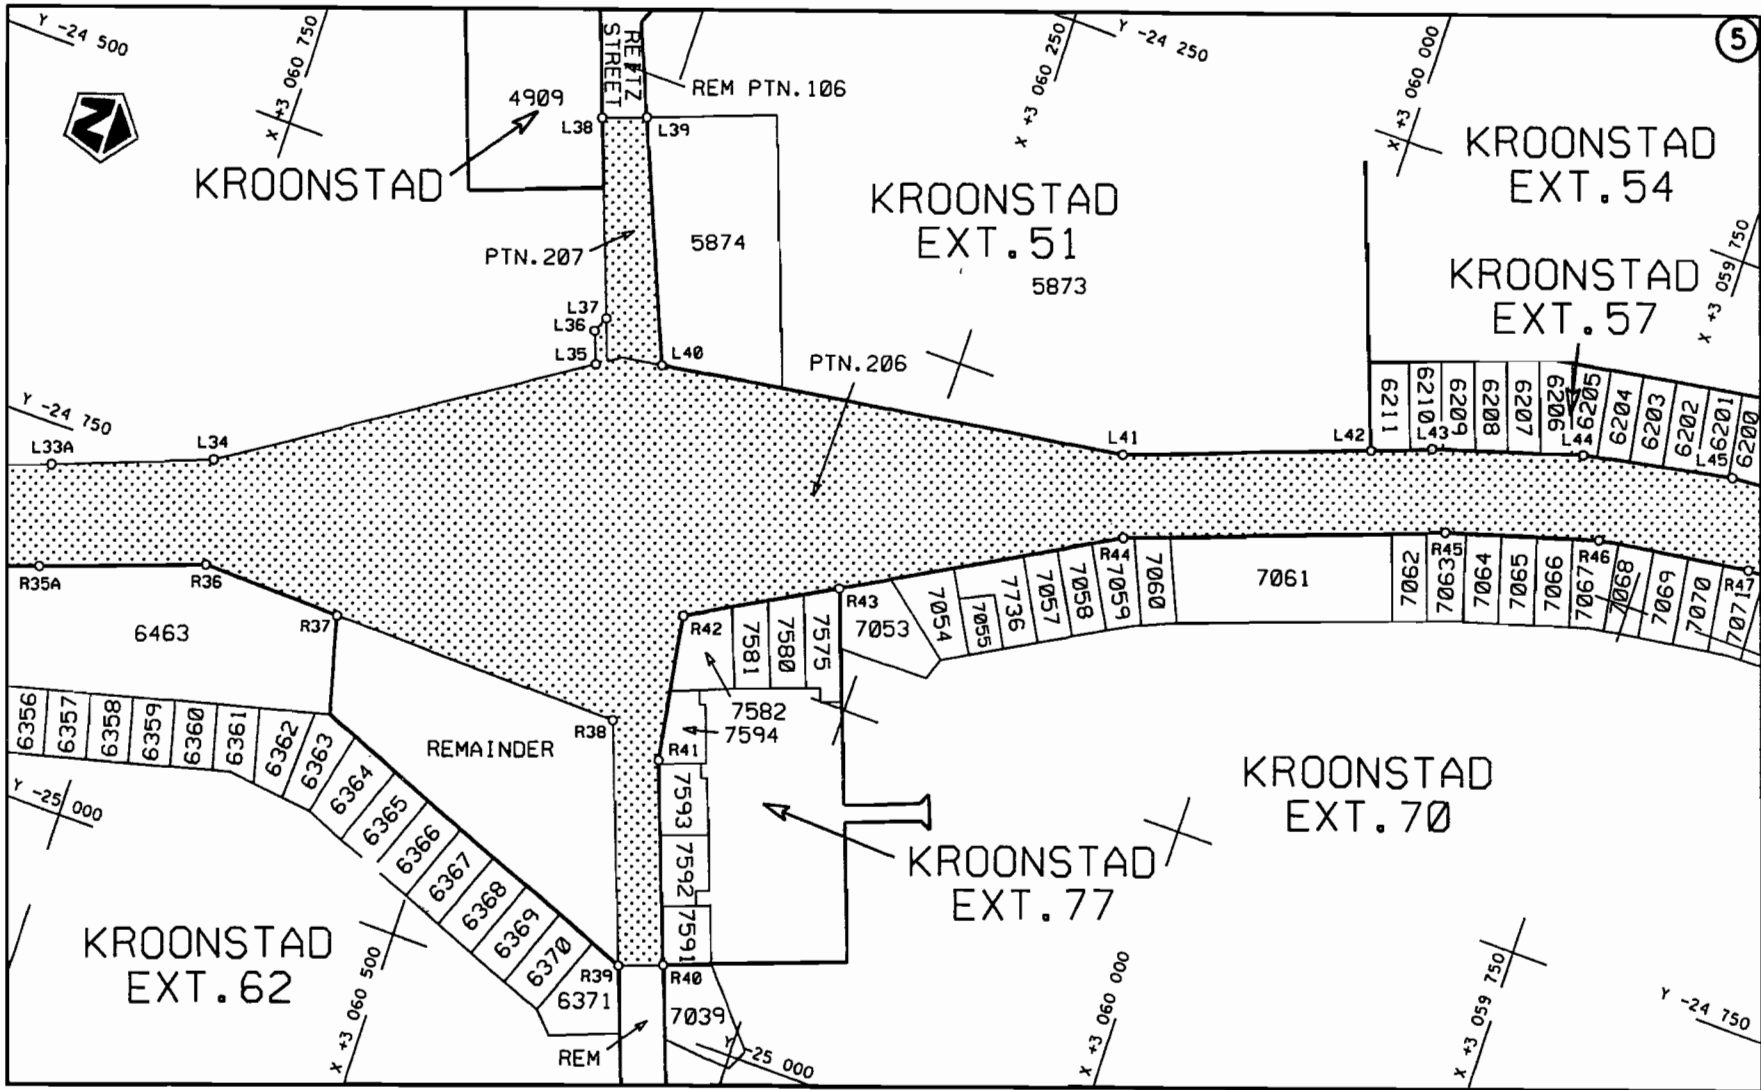 Y -24 500
X +3 060 750
REITZ
STREET
REM PTN.106
X +3 060 250
Y -24 250
X +3 060 000
5
4909
L38
L39
KROONSTAD
KROONSTAD
EXT.51
5873
KROONSTAD
EXT.54
KROONSTAD
EXT.57
X +3 059 750
PTN.207
5874
L37
L36
L35
L40
PTN.206
Y -24 750
L33A
L34
L41
L42
L43
L44
L45
6211
6210
6209
6208
6207
6206
6205
6204
6203
6202
6201
6200
R35A
R36
R37
6463
R38
R41
R42
R43
R44
R45
R46
R47
7581
7580
7575
7053
7054
7055
7736
7057
7058
7059
7060
7061
7062
7063
7064
7065
7066
7067
7068
7069
7070
7071
6356
6357
6358
6359
6360
6361
6362
6363
6364
6365
6366
6367
6368
6369
6370
6371
REMAINDER
7582
7594
7593
7592
7591
Y -25 000
KROONSTAD
EXT.70
KROONSTAD
EXT.77
KROONSTAD
EXT.62
R39
R40
7039
REM
X +3 060 500
Y -25 000
X +3 060 000
X +3 059 750
Y -24 750